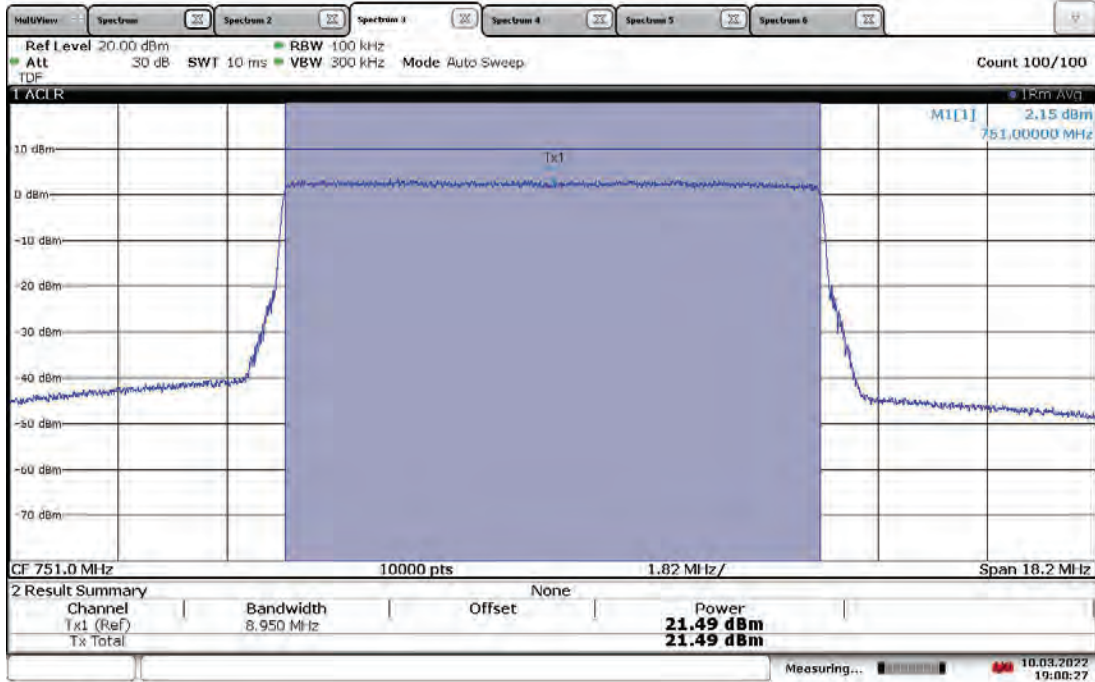 MultiView Spectrum Spectrum 2 Spectrum 3 Spectrum 4 Spectrum 5 Spectrum 6
Ref Level 20.00 dBm RBW 100 kHz
Att 30 dB SWT 10 ms VBW 300 kHz Mode Auto Sweep Count 100/100
TDF
1 ACLR 1Rm Avg
M1[1] 2.15 dBm
751.00000 MHz
10 dBm
Tx1
0 dBm
-10 dBm
-20 dBm
-30 dBm
-40 dBm
-50 dBm
-60 dBm
-70 dBm
CF 751.0 MHz 10000 pts 1.82 MHz/ Span 18.2 MHz
2 Result Summary None
Channel Bandwidth Offset Power
Tx1 (Ref) 8.950 MHz 21.49 dBm
Tx Total 21.49 dBm
Measuring... 10.03.2022
19:00:27